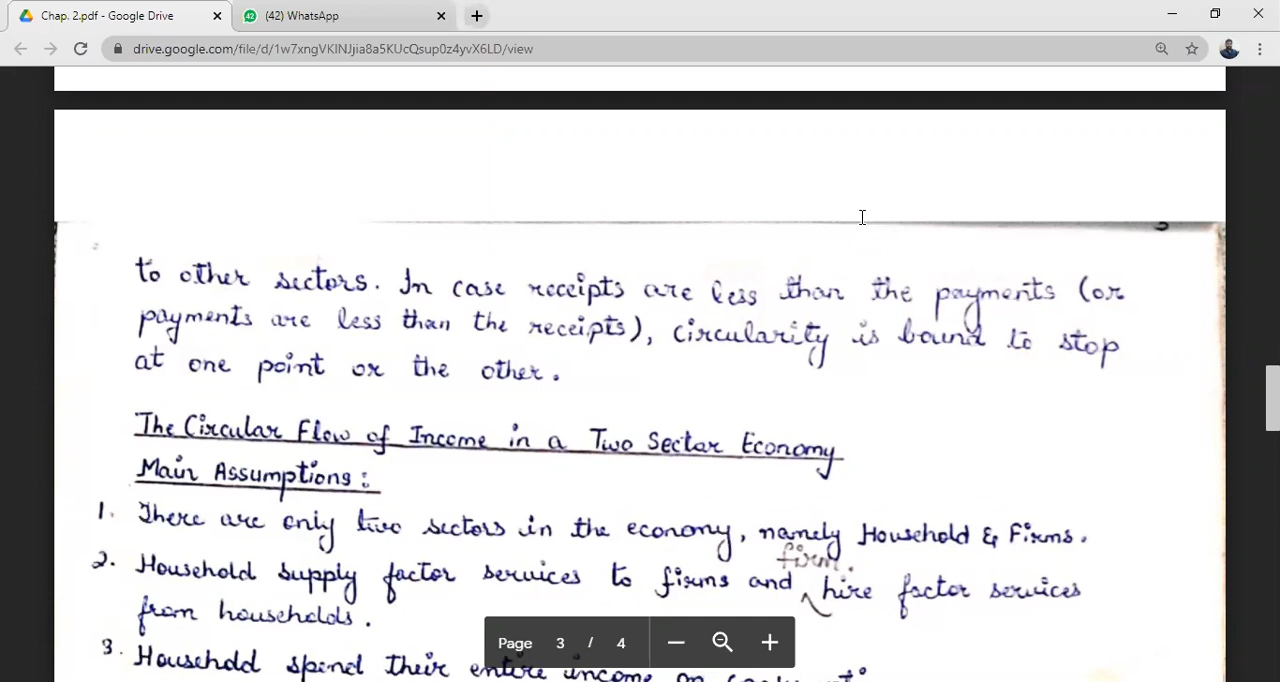 Chap. 2.pdf - Google Drive
(42) WhatsApp
drive.google.com/file/d/1w7xngVKINJjia8a5KUcQsup0z4yvX6LD/view
to other sectors. In case receipts are less than the payments (or
payments are less than the receipts), circularity is bound to stop
at one point or the other.
The Circular Flow of Income in a Two Sector Economy
Main Assumptions :
1. There are only two sectors in the economy, namely Household & Firms.
firm.
2. Household supply factor services to firms and hire factor services
from households.
3. Household spend their entire income on
Page 3 / 4